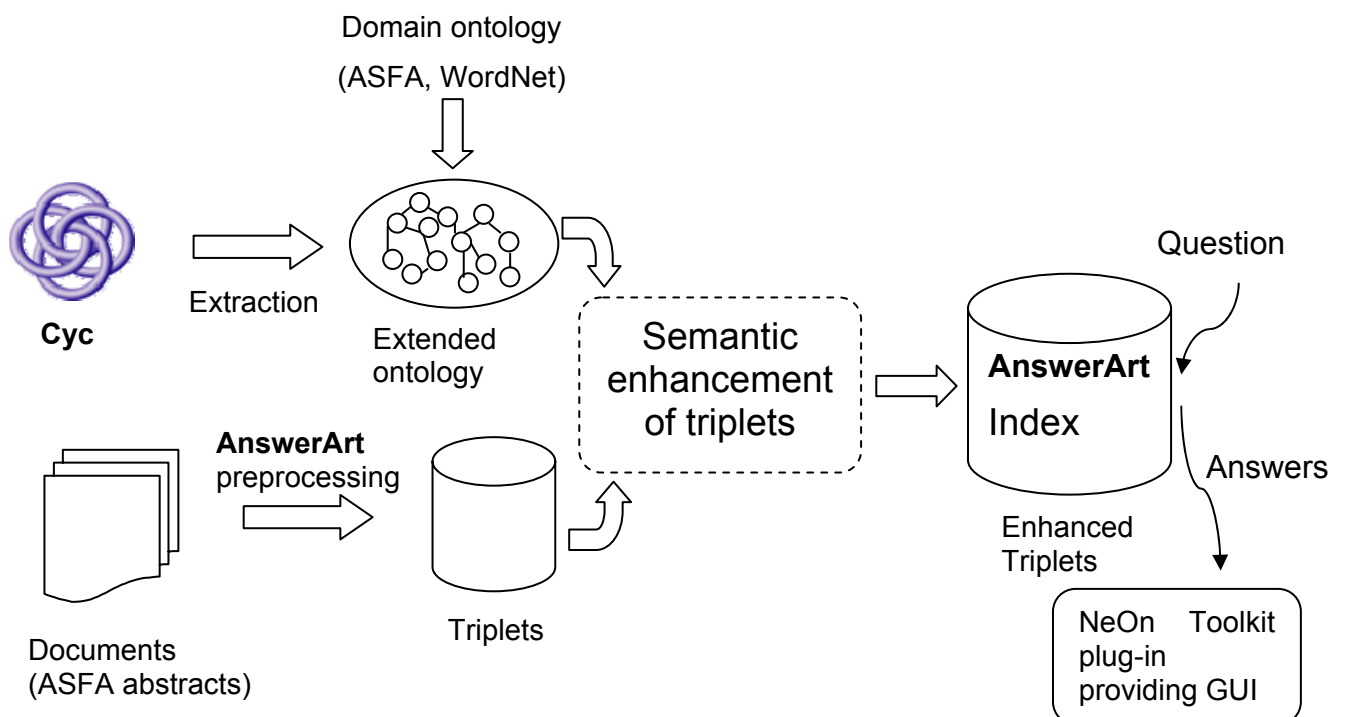 Domain ontology
(ASFA, WordNet)
Cyc
Extraction
Extended
ontology
Semantic
enhancement
of triplets
AnswerArt
Index
Question
Answers
Enhanced
Triplets
AnswerArt
preprocessing
Documents
(ASFA abstracts)
Triplets
NeOn Toolkit
plug-in
providing GUI